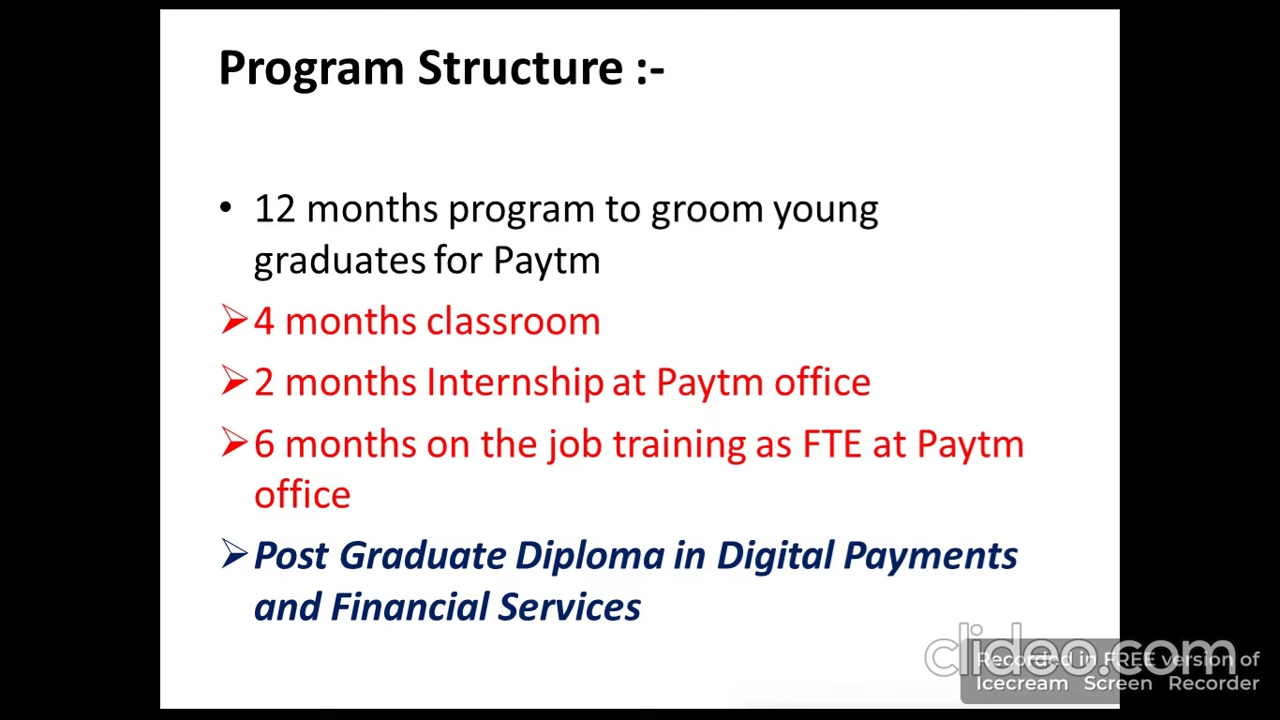 Program Structure :-
• 12 months program to groom young
graduates for Paytm
➢ 4 months classroom
➢ 2 months Internship at Paytm office
➢ 6 months on the job training as FTE at Paytm
office
➢ Post Graduate Diploma in Digital Payments
and Financial Services
clideo.com
Recorded in FREE version of
Icecream Screen Recorder